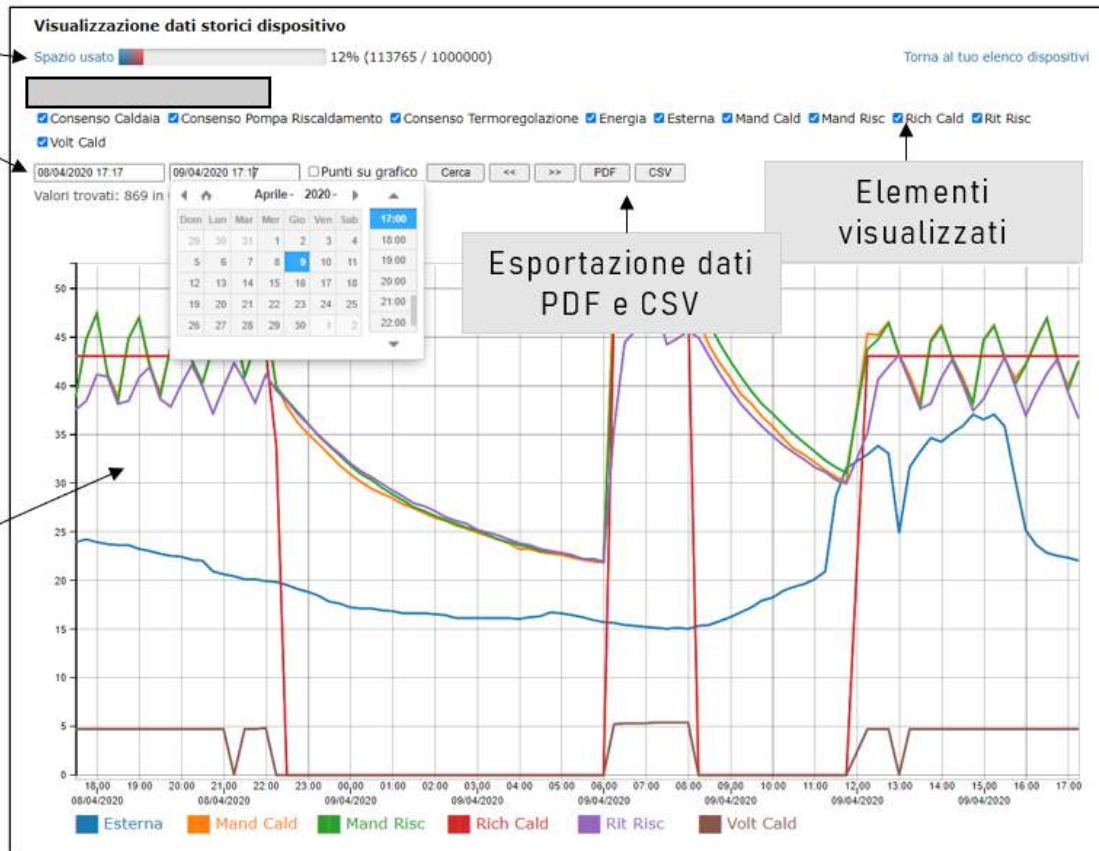 Visualizzazione dati storici dispositivo
Spazio usato 12% (113765 / 1000000) Torna al tuo elenco dispositivi
Consenso Caldaia Consenso Pompa Riscaldamento Consenso Termoregolazione Energia Esterna Mand Cald Mand Risc Rich Cald Rit Risc
Volt Cald
08/04/2020 17:17 09/04/2020 17:17 Punti su grafico Cerca << >> PDF CSV
Valori trovati: 869 in
Aprile 2020
Dom Lun Mar Mer Gio Ven Sab 17:00
29 30 31 1 2 3 4 18:00
5 6 7 8 9 10 11 19:00
12 13 14 15 16 17 18 20:00
19 20 21 22 23 24 25 21:00
26 27 28 29 30 1 2 22:00
Elementi
visualizzati
Esportazione dati
PDF e CSV
50
45
40
35
30
25
20
15
10
5
0
18:00 19:00 20:00 21:00 22:00 23:00 00:00 01:00 02:00 03:00 04:00 05:00 06:00 07:00 08:00 09:00 10:00 11:00 12:00 13:00 14:00 15:00 16:00 17:00
08/04/2020 08/04/2020 09/04/2020 09/04/2020 09/04/2020 09/04/2020 09/04/2020 09/04/2020 09/04/2020
Esterna Mand Cald Mand Risc Rich Cald Rit Risc Volt Cald